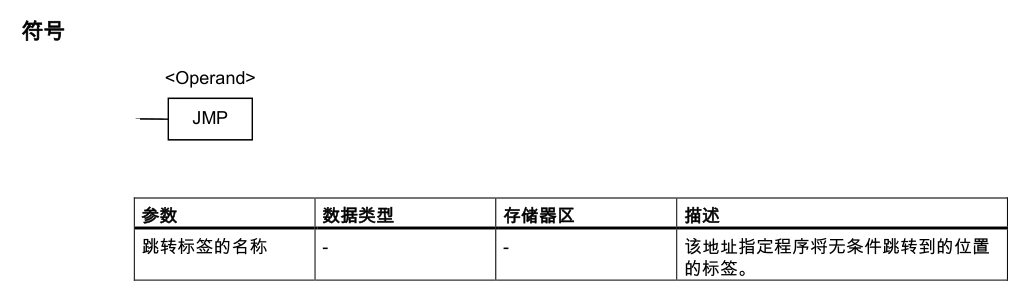 符号
<Operand>
JMP
参数 数据类型 存储器区 描述
跳转标签的名称 - - 该地址指定程序将无条件跳转到的位置
的标签。